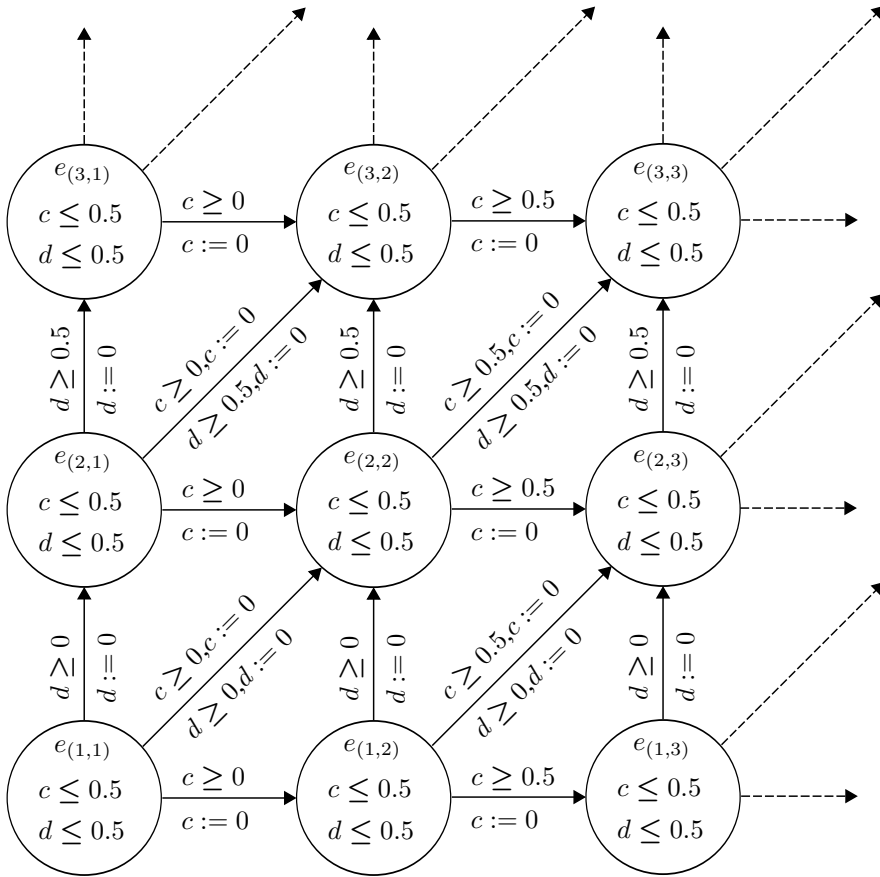 e(3,1)
c ≤ 0.5
d ≤ 0.5
c ≥ 0
c := 0
e(3,2)
c ≤ 0.5
d ≤ 0.5
c ≥ 0.5
c := 0
e(3,3)
c ≤ 0.5
d ≤ 0.5
d ≥ 0.5
d := 0
c ≥ 0,c := 0
d ≥ 0.5,d := 0
d ≥ 0.5
d := 0
c ≥ 0.5,c := 0
d ≥ 0.5,d := 0
d ≥ 0.5
d := 0
e(2,1)
c ≤ 0.5
d ≤ 0.5
c ≥ 0
c := 0
e(2,2)
c ≤ 0.5
d ≤ 0.5
c ≥ 0.5
c := 0
e(2,3)
c ≤ 0.5
d ≤ 0.5
d ≥ 0
d := 0
c ≥ 0,c := 0
d ≥ 0,d := 0
d ≥ 0
d := 0
c ≥ 0.5,c := 0
d ≥ 0,d := 0
d ≥ 0
d := 0
e(1,1)
c ≤ 0.5
d ≤ 0.5
c ≥ 0
c := 0
e(1,2)
c ≤ 0.5
d ≤ 0.5
c ≥ 0.5
c := 0
e(1,3)
c ≤ 0.5
d ≤ 0.5